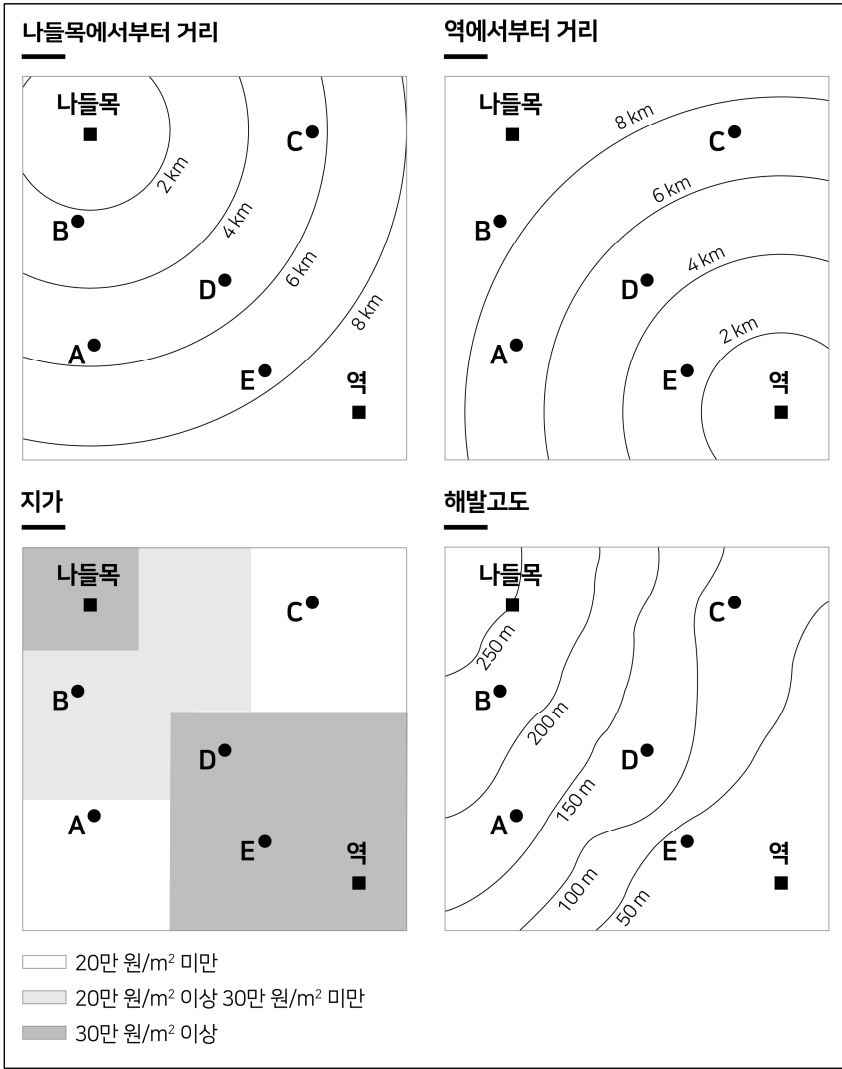 나들목에서부터 거리
나들목
2 km
4 km
6 km
8 km
A
B
C
D
E
역
역에서부터 거리
나들목
8 km
6 km
4 km
2 km
A
B
C
D
E
역
지가
나들목
A
B
C
D
E
역
20만 원/m² 미만
20만 원/m² 이상 30만 원/m² 미만
30만 원/m² 이상
해발고도
나들목
250 m
200 m
150 m
100 m
50 m
A
B
C
D
E
역